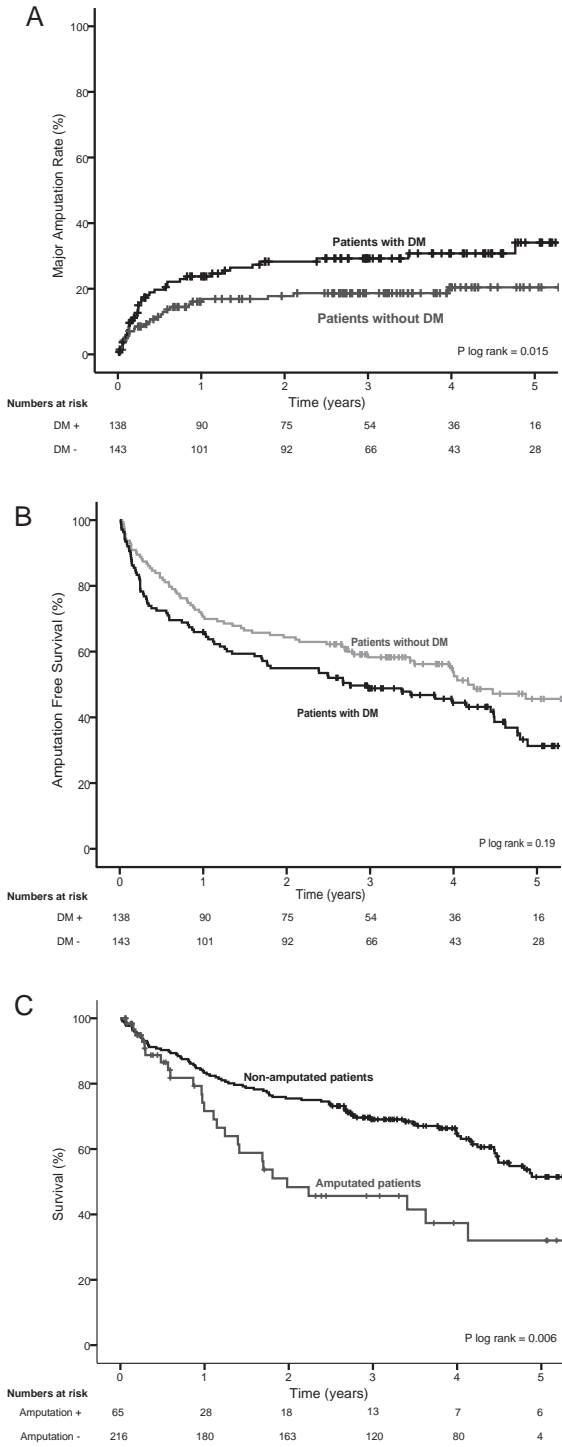 A
Major Amputation Rate (%)
100
80
60
40
20
0
Patients with DM
Patients without DM
P log rank = 0.015
0 1 2 3 4 5
Numbers at risk
Time (years)
DM + 138 90 75 54 36 16
DM - 143 101 92 66 43 28
B
Amputation Free Survival (%)
100
80
60
40
20
0
Patients without DM
Patients with DM
P log rank = 0.19
0 1 2 3 4 5
Time (years)
Numbers at risk
DM + 138 90 75 54 36 16
DM - 143 101 92 66 43 28
C
Survival (%)
100
80
60
40
20
0
Non-amputated patients
Amputated patients
P log rank = 0.006
0 1 2 3 4 5
Numbers at risk
Time (years)
Amputation + 65 28 18 13 7 6
Amputation - 216 180 163 120 80 4